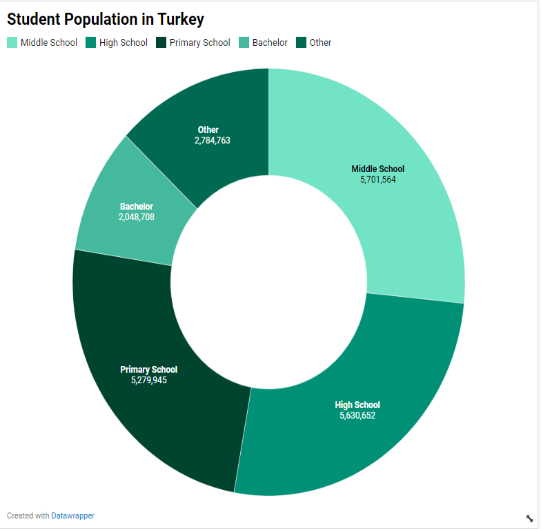 Student Population in Turkey
Middle School High School Primary School Bachelor Other
Other
2,784,763
Middle School
5,701,564
Bachelor
2,048,708
Primary School
5,279,945
High School
5,630,652
Created with Datawrapper